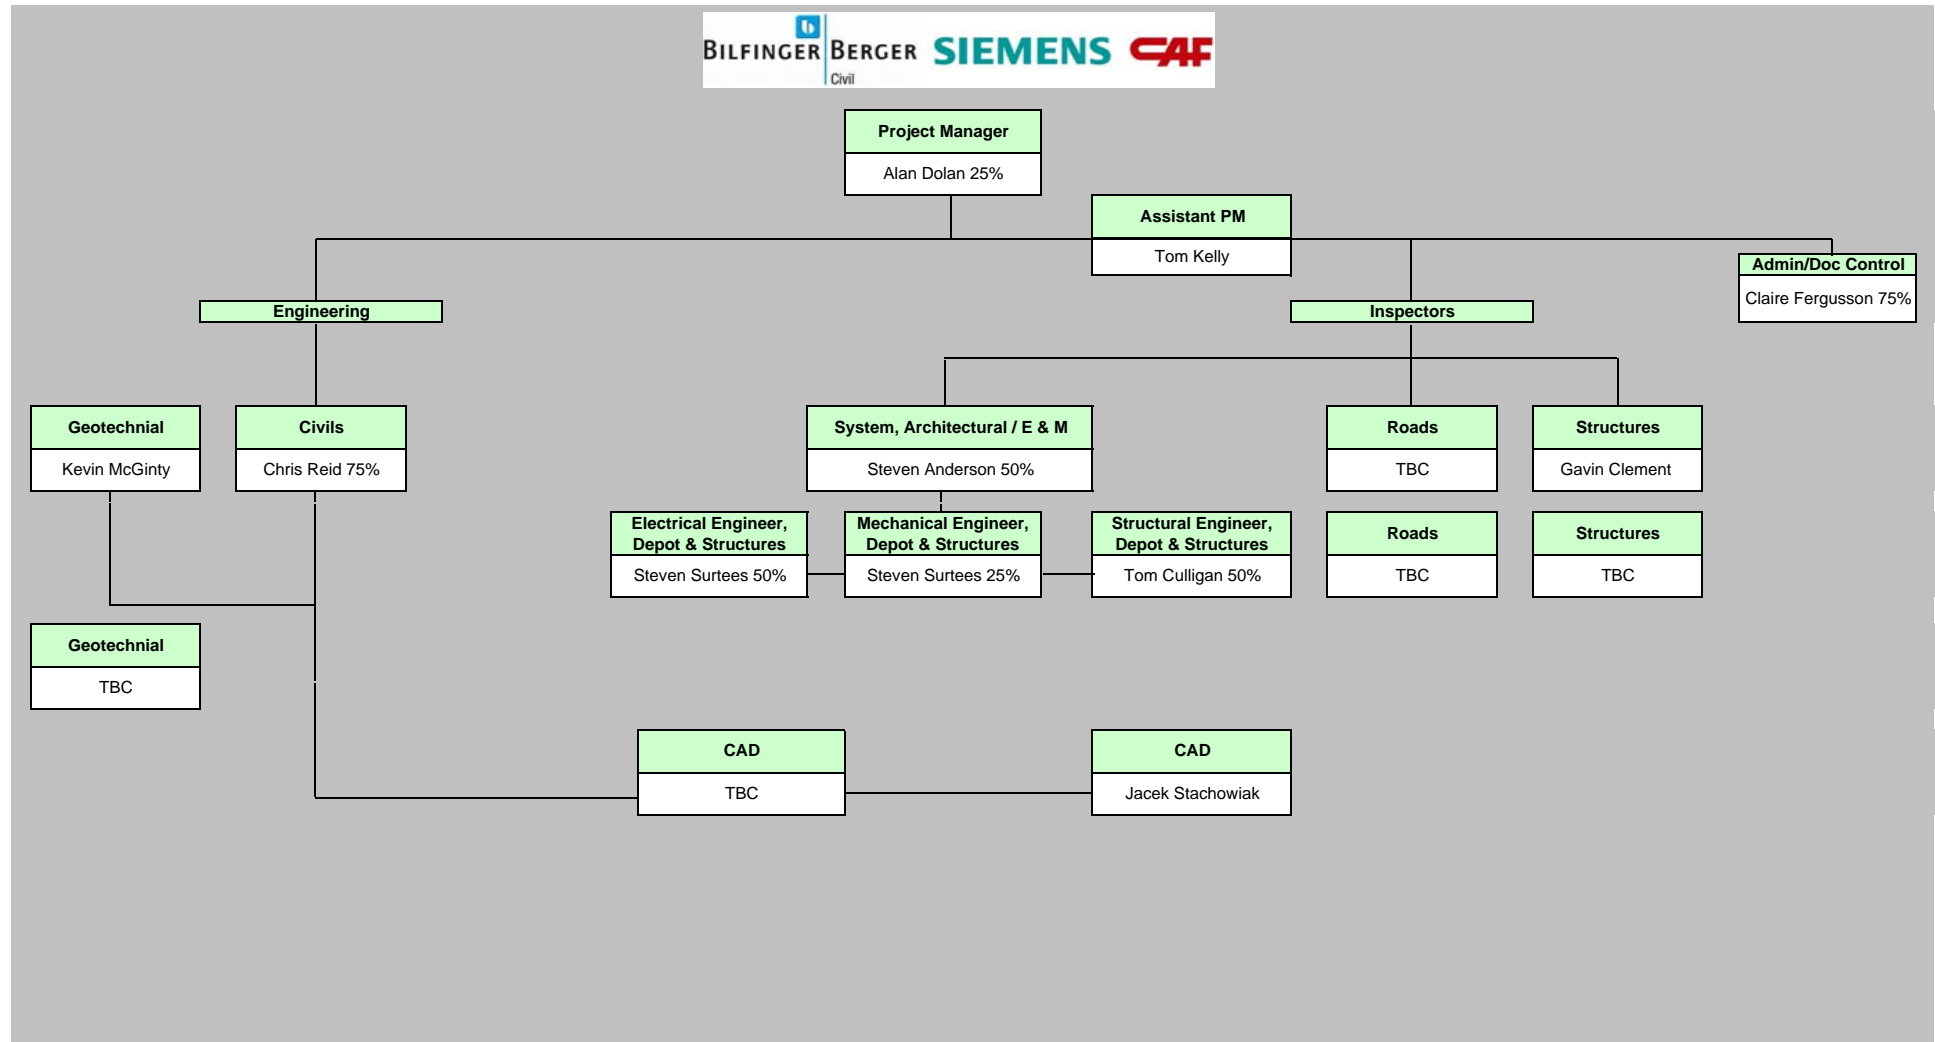 BILFINGER BERGER
Civil
SIEMENS
CAF
Project Manager
Alan Dolan 25%
Assistant PM
Tom Kelly
Admin/Doc Control
Claire Fergusson 75%
Engineering
Inspectors
Geotechnial
Kevin McGinty
Civils
Chris Reid 75%
System, Architectural / E & M
Steven Anderson 50%
Roads
TBC
Structures
Gavin Clement
Electrical Engineer,
Depot & Structures
Steven Surtees 50%
Mechanical Engineer,
Depot & Structures
Steven Surtees 25%
Structural Engineer,
Depot & Structures
Tom Culligan 50%
Roads
TBC
Structures
TBC
Geotechnial
TBC
CAD
TBC
CAD
Jacek Stachowiak